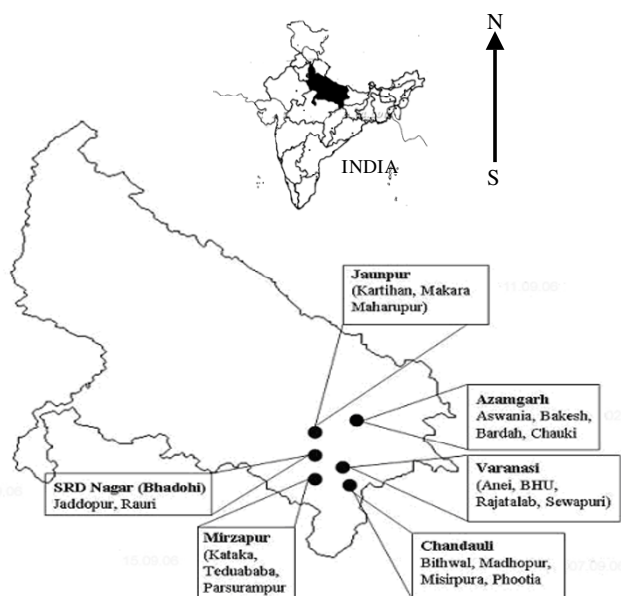 N
S
INDIA
Jaunpur
(Kartihan, Makara
Maharupur)
Azamgarh
Aswania, Bakesh,
Bardah, Chauki
SRD Nagar (Bhadohi)
Jaddopur, Rauri
Varanasi
(Anei, BHU,
Rajatalab, Sewapuri)
Mirzapur
(Kataka,
Teduababa,
Parsurampur
Chandauli
Bithwal, Madhopur,
Misirpura, Phootia